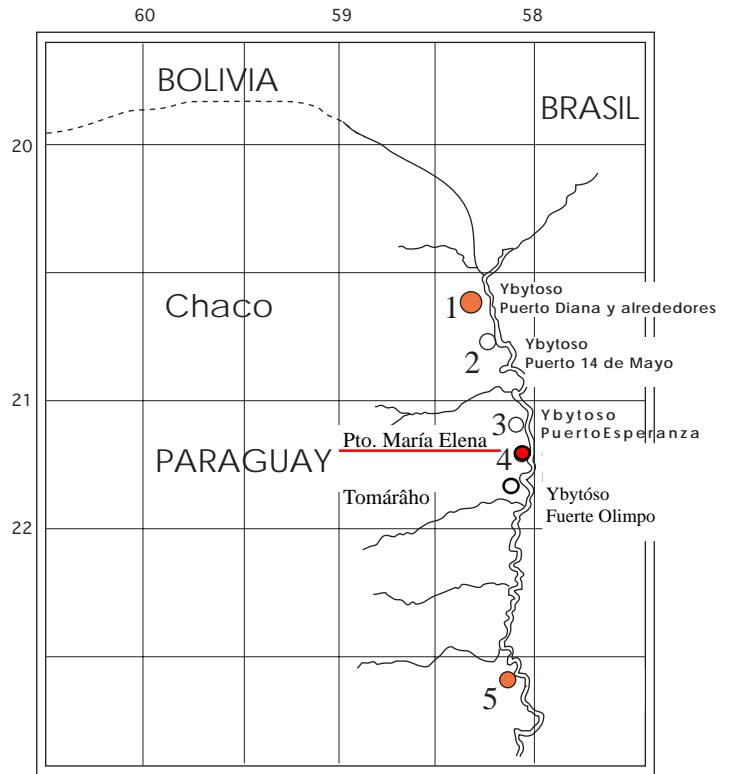 60 59 58
BOLIVIA
BRASIL
20
Chaco
1
Ybytoso
Puerto Diana y alrededores
2
Ybytoso
Puerto 14 de Mayo
21
3
Ybytoso
PuertoEsperanza
Pto. María Elena
4
PARAGUAY
Tomárâho
Ybytóso
Fuerte Olimpo
22
5